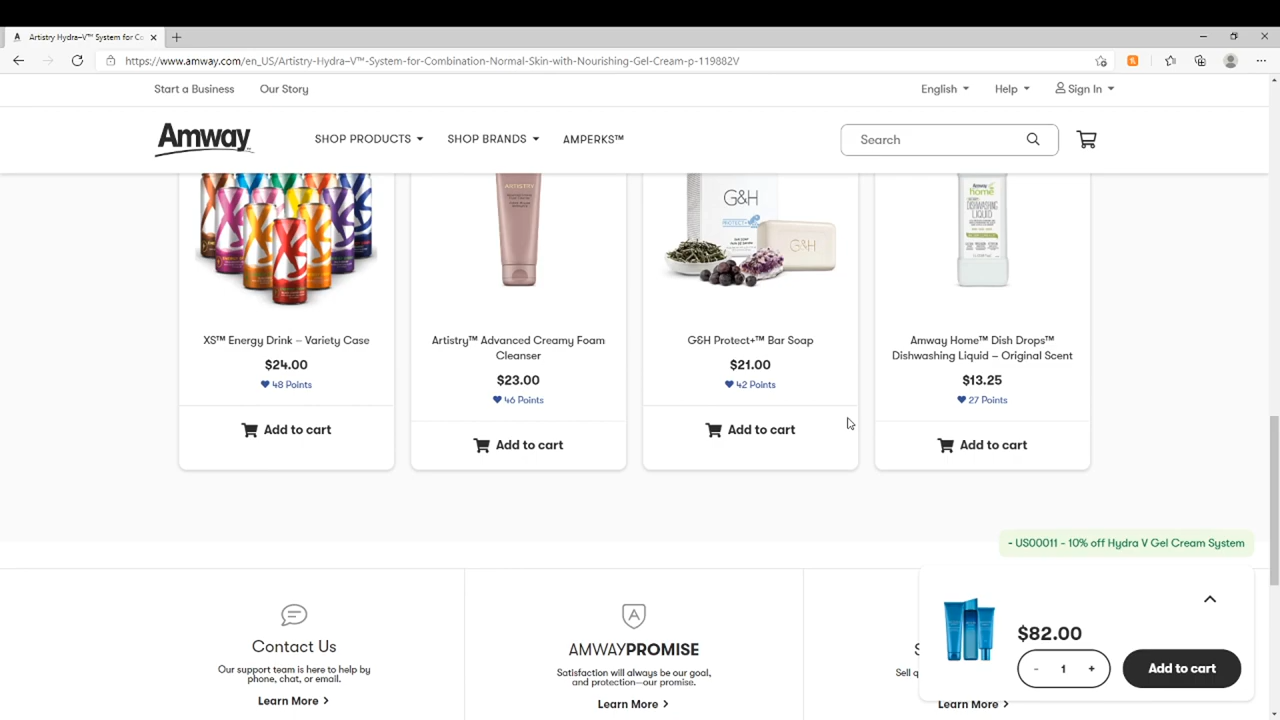 Artistry Hydra–V™ System for Co
https://www.amway.com/en_US/Artistry-Hydra–V™-System-for-Combination-Normal-Skin-with-Nourishing-Gel-Cream-p-119882V
Start a Business
Our Story
English
Help
Sign In
Amway
SHOP PRODUCTS
SHOP BRANDS
AMPERKS™
Search
ARTISTRY
G&H
PROTECT+
G&H
Amway
home
DISHWASHING
LIQUID
XS™ Energy Drink – Variety Case
$24.00
48 Points
Add to cart
Artistry™ Advanced Creamy Foam
Cleanser
$23.00
46 Points
Add to cart
G&H Protect+™ Bar Soap
$21.00
42 Points
Add to cart
Amway Home™ Dish Drops™
Dishwashing Liquid – Original Scent
$13.25
27 Points
Add to cart
- US00011 - 10% off Hydra V Gel Cream System
$82.00
- 1 +
Add to cart
Contact Us
Our support team is here to help by
phone, chat, or email.
Learn More >
AMWAYPROMISE
Satisfaction will always be our goal,
and protection—our promise.
Learn More >
S
Sell q
Learn More >